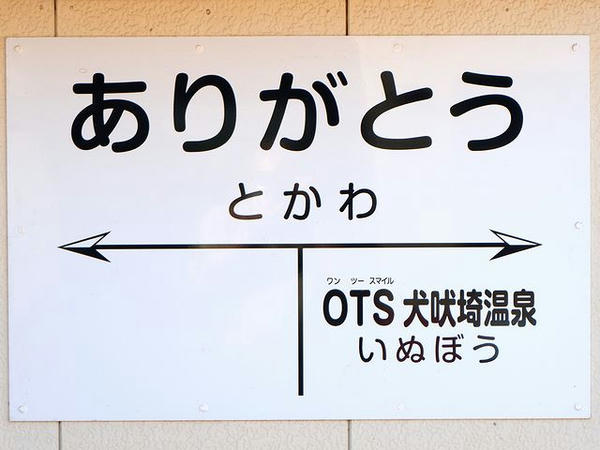 ありがとう
とかわ
ワン ツー スマイル
OTS 犬吠埼温泉
いぬぼう